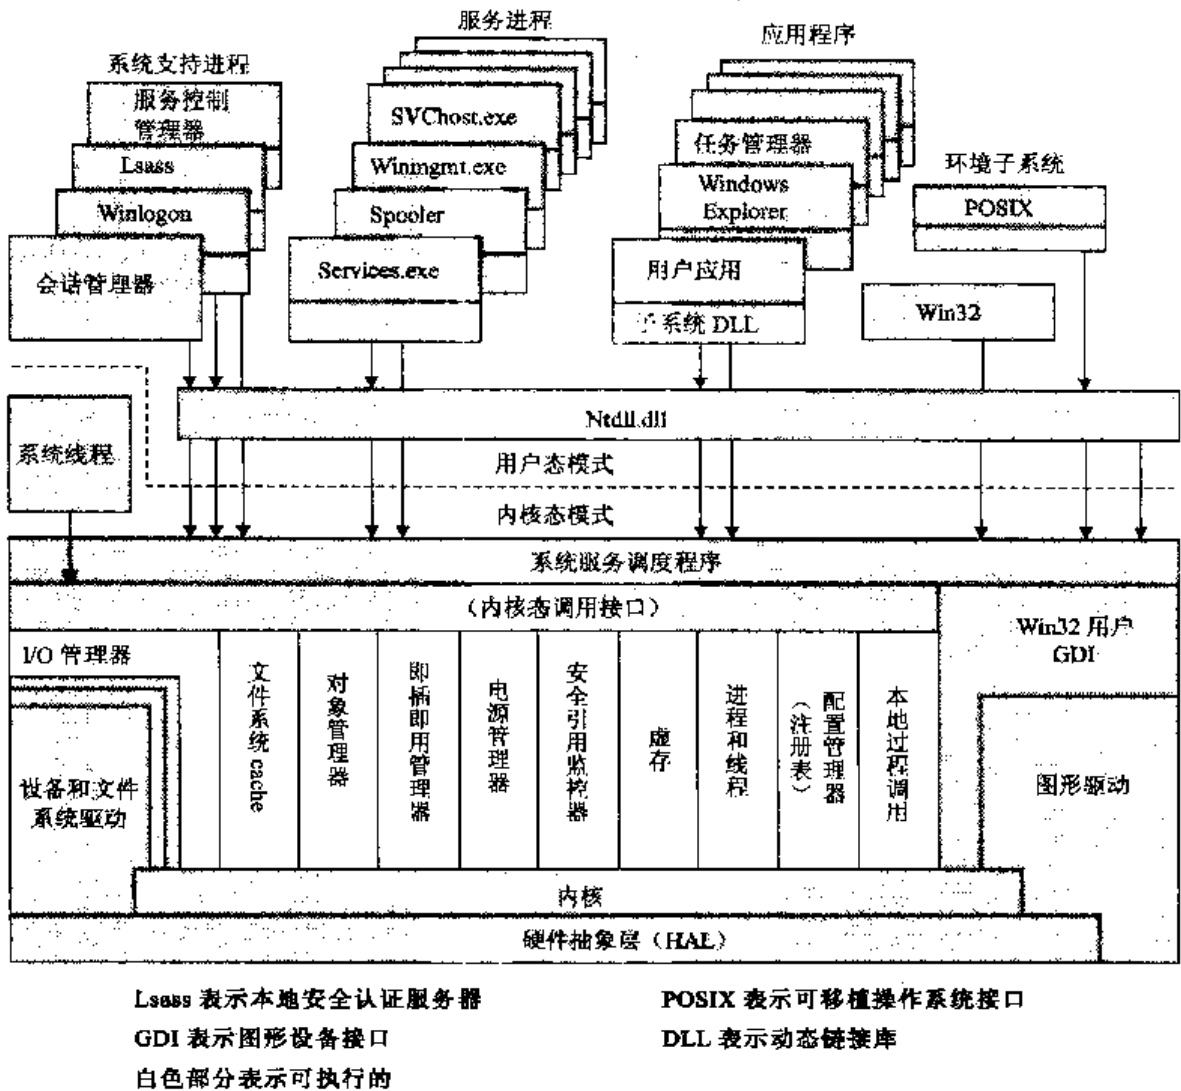 系统支持进程
服务控制
管理器
Lsass
Winlogon
会话管理器
服务进程
SVChost.exe
Winmgmt.exe
Spooler
Services.exe
应用程序
任务管理器
Windows
Explorer
用户应用
子系统 DLL
环境子系统
POSIX
Win32
Ntdll.dll
系统线程
用户态模式
内核态模式
系统服务调度程序
(内核态调用接口)
Win32 用户
GDI
I/O 管理器
设备和文件
系统驱动
文件系统 cache
对象管理器
即插即用管理器
电源管理器
安全引用监控器
虚存
进程和线程
配置管理器
(注册表)
本地过程调用
图形驱动
内核
硬件抽象层(HAL)
Lsass 表示本地安全认证服务器
POSIX 表示可移植操作系统接口
GDI 表示图形设备接口
DLL 表示动态链接库
白色部分表示可执行的